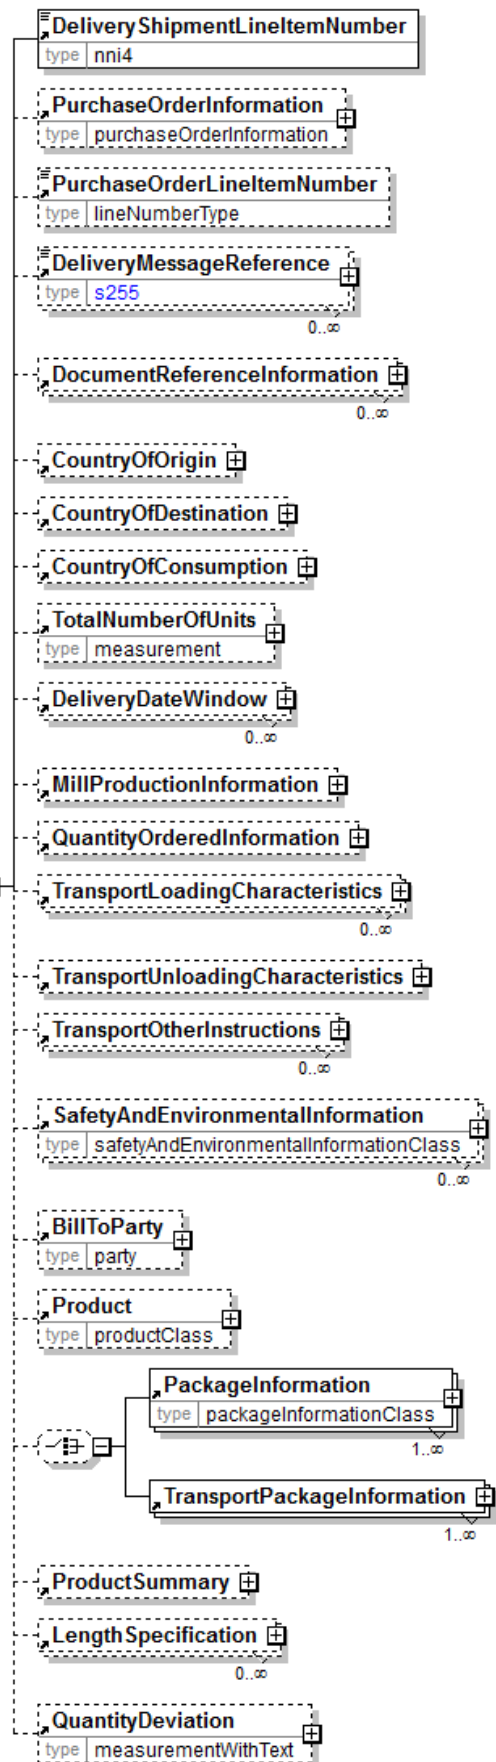 DeliveryShipmentLineItemNumber
type nni4
PurchaseOrderInformation
type purchaseOrderInformation
PurchaseOrderLineItemNumber
type lineNumberType
DeliveryMessageReference
type s255
0..∞
DocumentReferenceInformation
0..∞
CountryOfOrigin
CountryOfDestination
CountryOfConsumption
TotalNumberOfUnits
type measurement
DeliveryDateWindow
0..∞
MillProductionInformation
QuantityOrderedInformation
TransportLoadingCharacteristics
0..∞
TransportUnloadingCharacteristics
TransportOtherInstructions
0..∞
SafetyAndEnvironmentalInformation
type safetyAndEnvironmentalInformationClass
0..∞
BillToParty
type party
Product
type productClass
PackageInformation
type packageInformationClass
1..∞
TransportPackageInformation
1..∞
ProductSummary
LengthSpecification
0..∞
QuantityDeviation
type measurementWithText